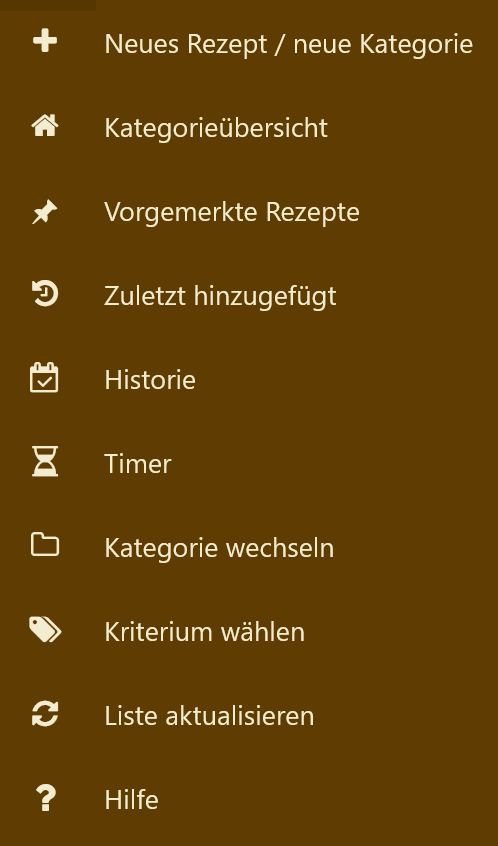 Neues Rezept / neue Kategorie
Kategorieübersicht
Vorgemerkte Rezepte
Zuletzt hinzugefügt
Historie
Timer
Kategorie wechseln
Kriterium wählen
Liste aktualisieren
Hilfe